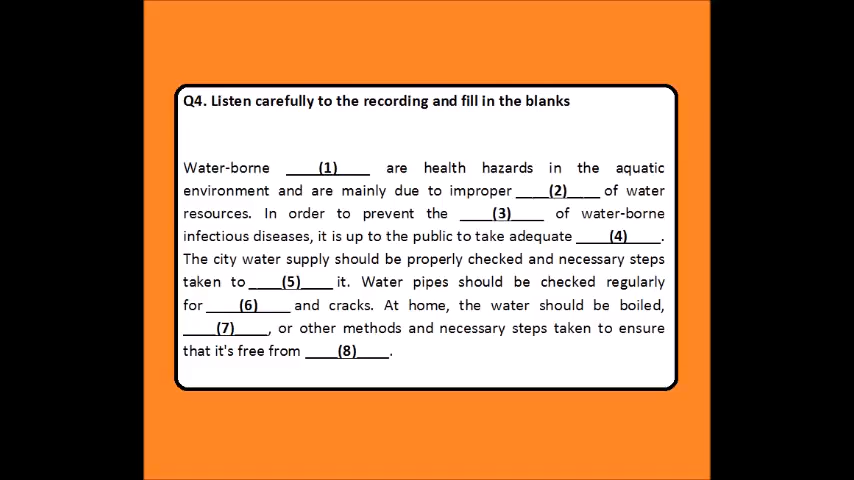 Q4. Listen carefully to the recording and fill in the blanks
Water-borne ____(1)____ are health hazards in the aquatic
environment and are mainly due to improper ____(2)____ of water
resources. In order to prevent the ____(3)____ of water-borne
infectious diseases, it is up to the public to take adequate ____(4)____.
The city water supply should be properly checked and necessary steps
taken to ____(5)____ it. Water pipes should be checked regularly
for ____(6)____ and cracks. At home, the water should be boiled,
____(7)____, or other methods and necessary steps taken to ensure
that it's free from ____(8)____.